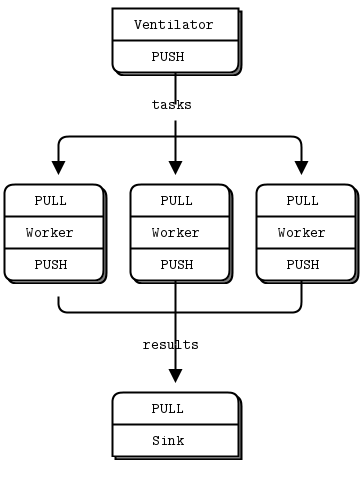 Ventilator
PUSH
tasks
PULL PULL PULL
Worker Worker Worker
PUSH PUSH PUSH
results
PULL
Sink